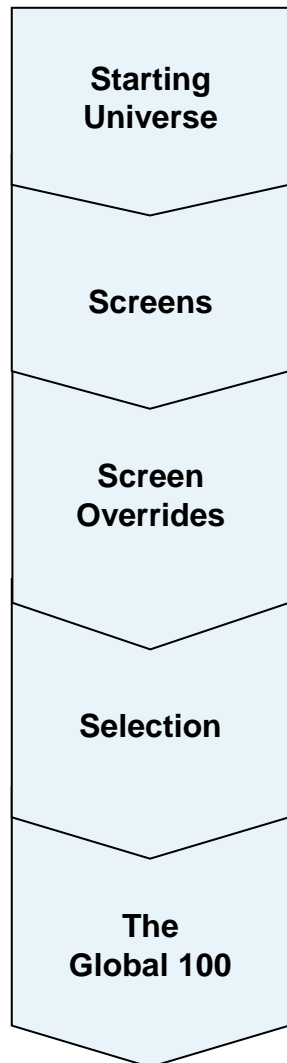 Starting
Universe
Screens
Screen
Overrides
Selection
The
Global 100